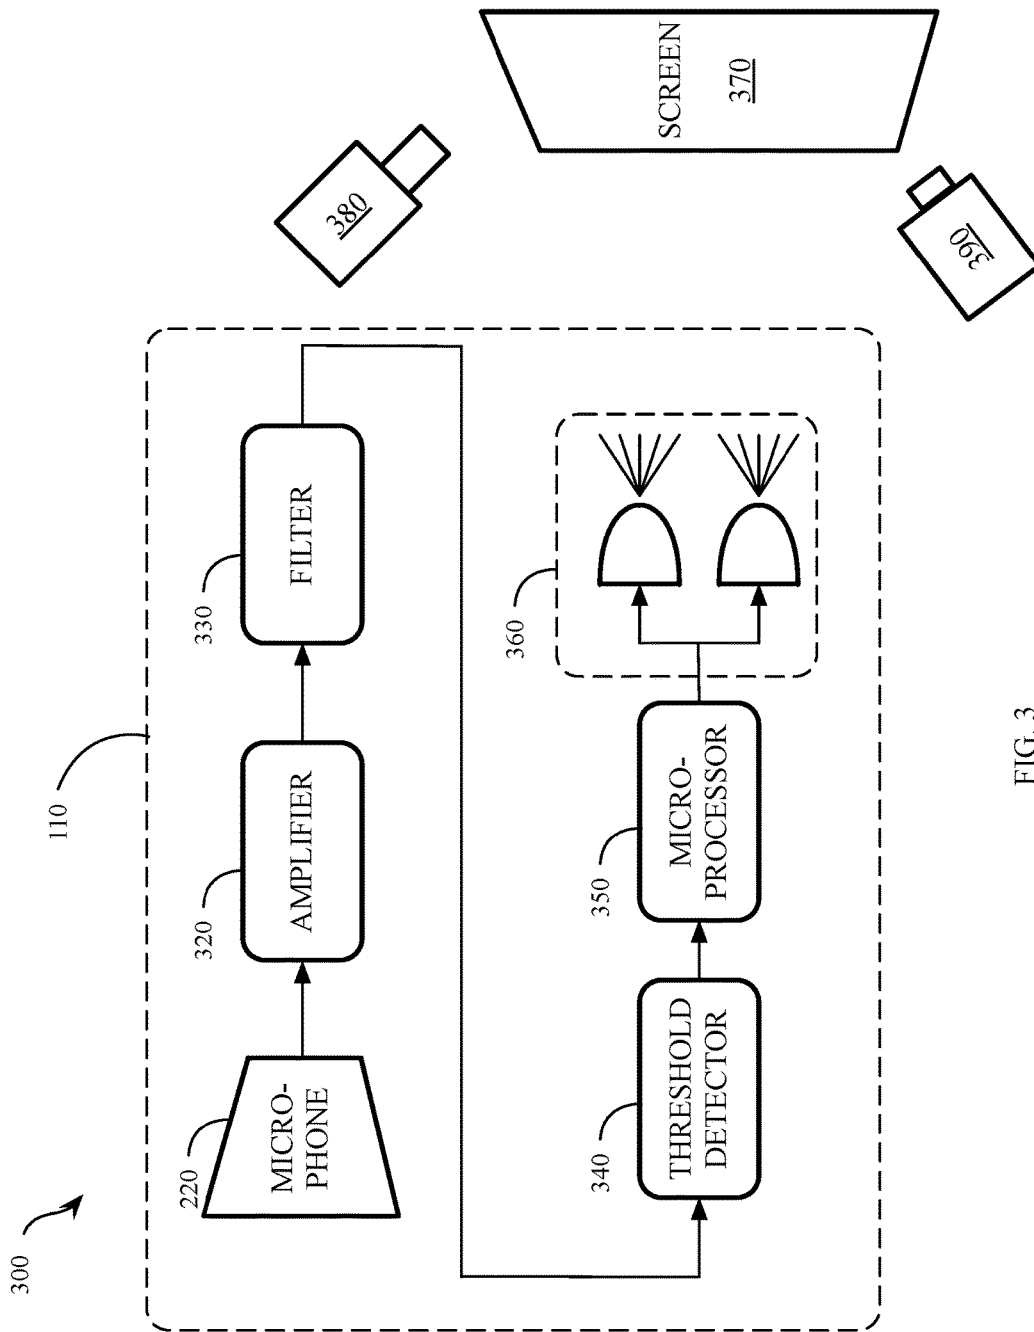 300
110
220
MICRO-
PHONE
320
AMPLIFIER
330
FILTER
340
THRESHOLD
DETECTOR
350
MICRO-
PROCESSOR
360
380
SCREEN
370
390
FIG. 3